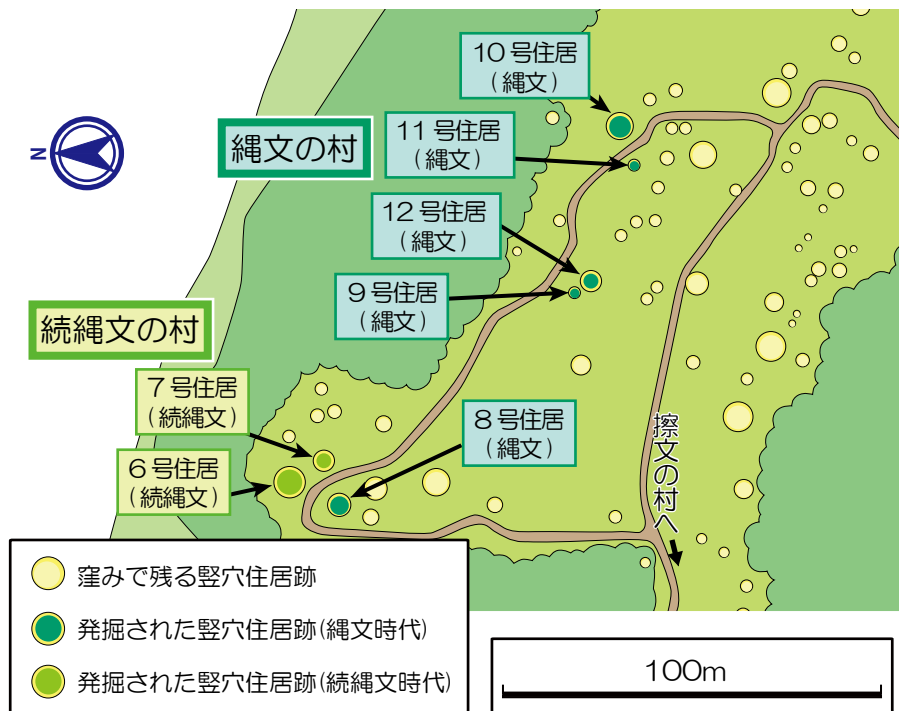 10号住居
(縄文)
N
縄文の村
11号住居
(縄文)
12号住居
(縄文)
9号住居
(縄文)
続縄文の村
7号住居
(続縄文)
8号住居
(縄文)
6号住居
(続縄文)
擦文の村へ
窪みで残る竪穴住居跡
発掘された竪穴住居跡(縄文時代)
発掘された竪穴住居跡(続縄文時代)
100m